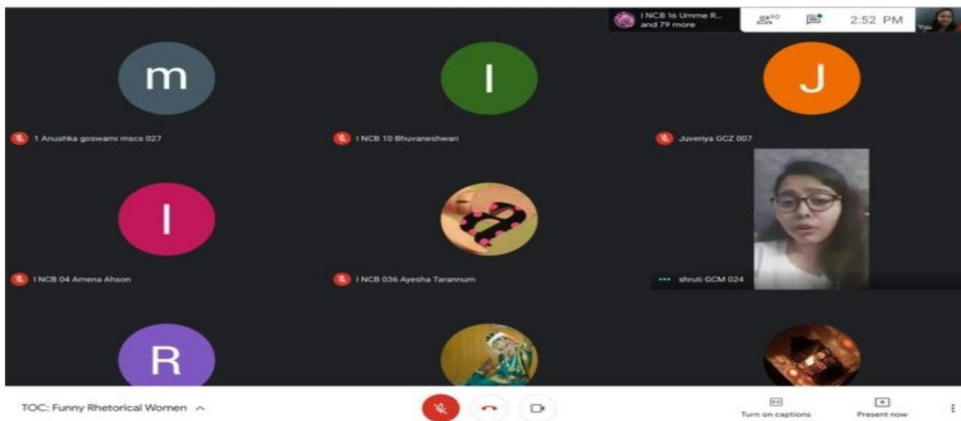 I NCB 16 Umme R...
and 79 more
90
2:52 PM
You
m
I
J
1 Anushka goswami mscs 027
I NCB 10 Bhuvaneshwari
Juveriya GCZ 007
I
a
I NCB 04 Amena Ahson
I NCB 036 Ayesha Tarannum
shruti GCM 024
R
TOC: Funny Rhetorical Women
Turn on captions
Present now